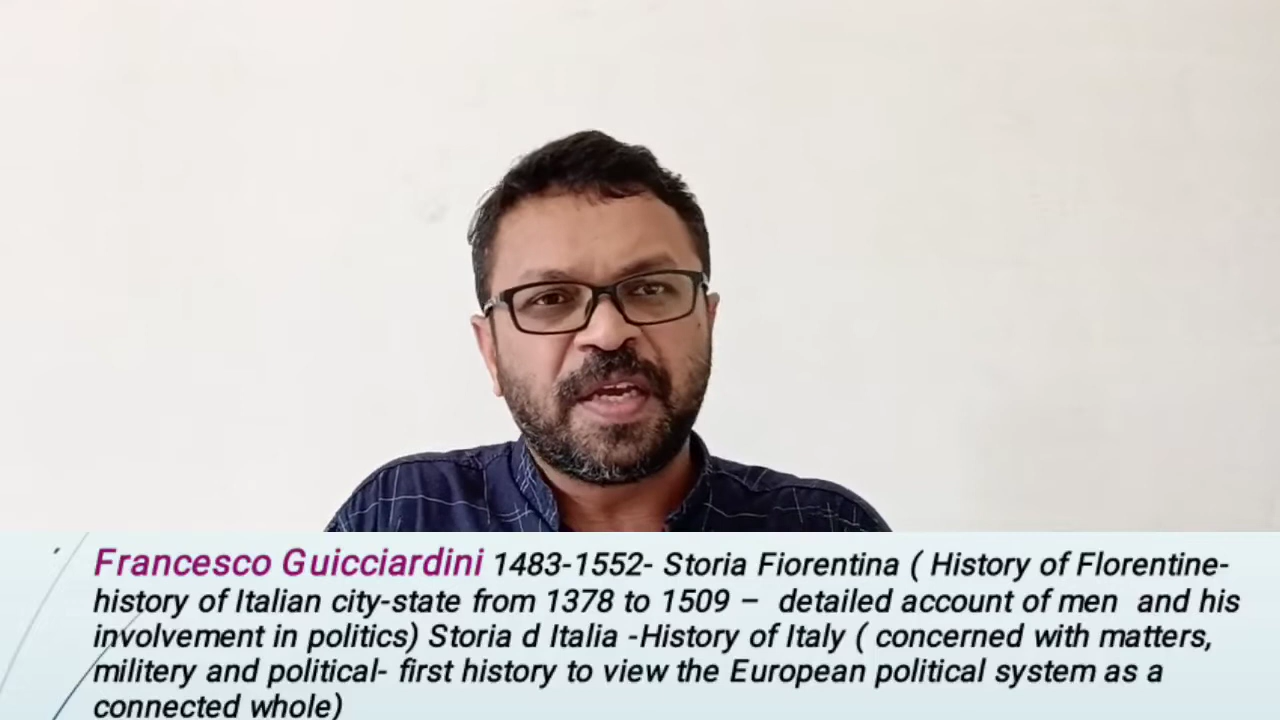 Francesco Guicciardini 1483-1552- Storia Fiorentina ( History of Florentine-
history of Italian city-state from 1378 to 1509 – detailed account of men and his
involvement in politics) Storia d Italia -History of Italy ( concerned with matters,
militery and political- first history to view the European political system as a
connected whole)